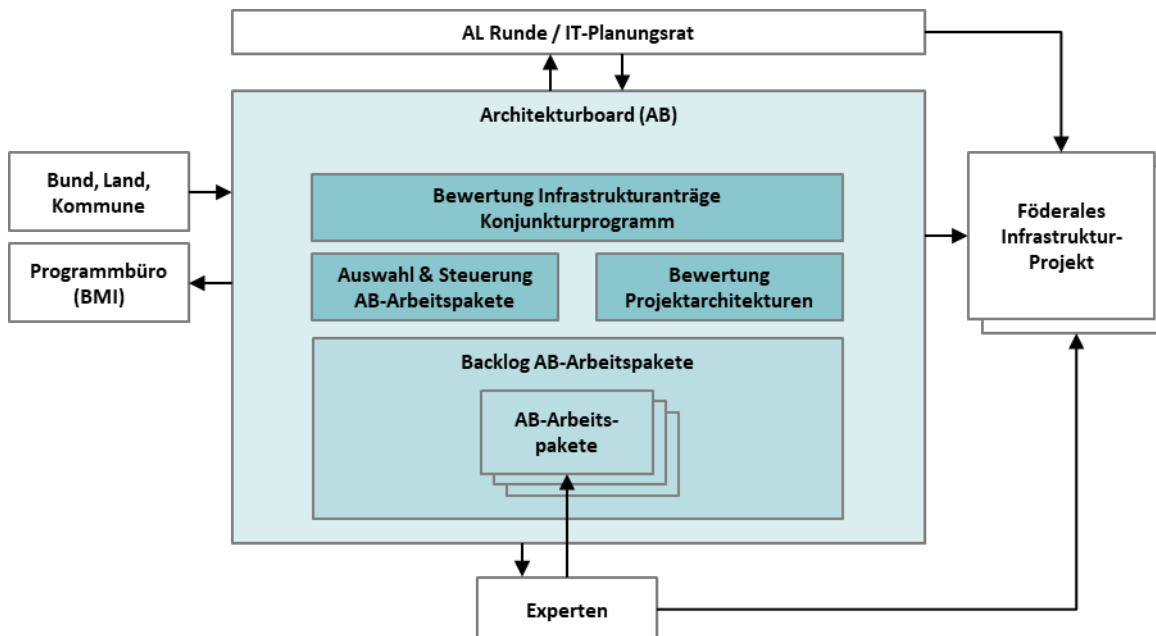 AL Runde / IT-Planungsrat
Architekturboard (AB)
Bund, Land,
Kommune
Programmbüro
(BMI)
Bewertung Infrastrukturanträge
Konjunkturprogramm
Auswahl & Steuerung
AB-Arbeitspakete
Bewertung
Projektarchitekturen
Föderales
Infrastruktur-
Projekt
Backlog AB-Arbeitspakete
AB-Arbeits-
pakete
Experten